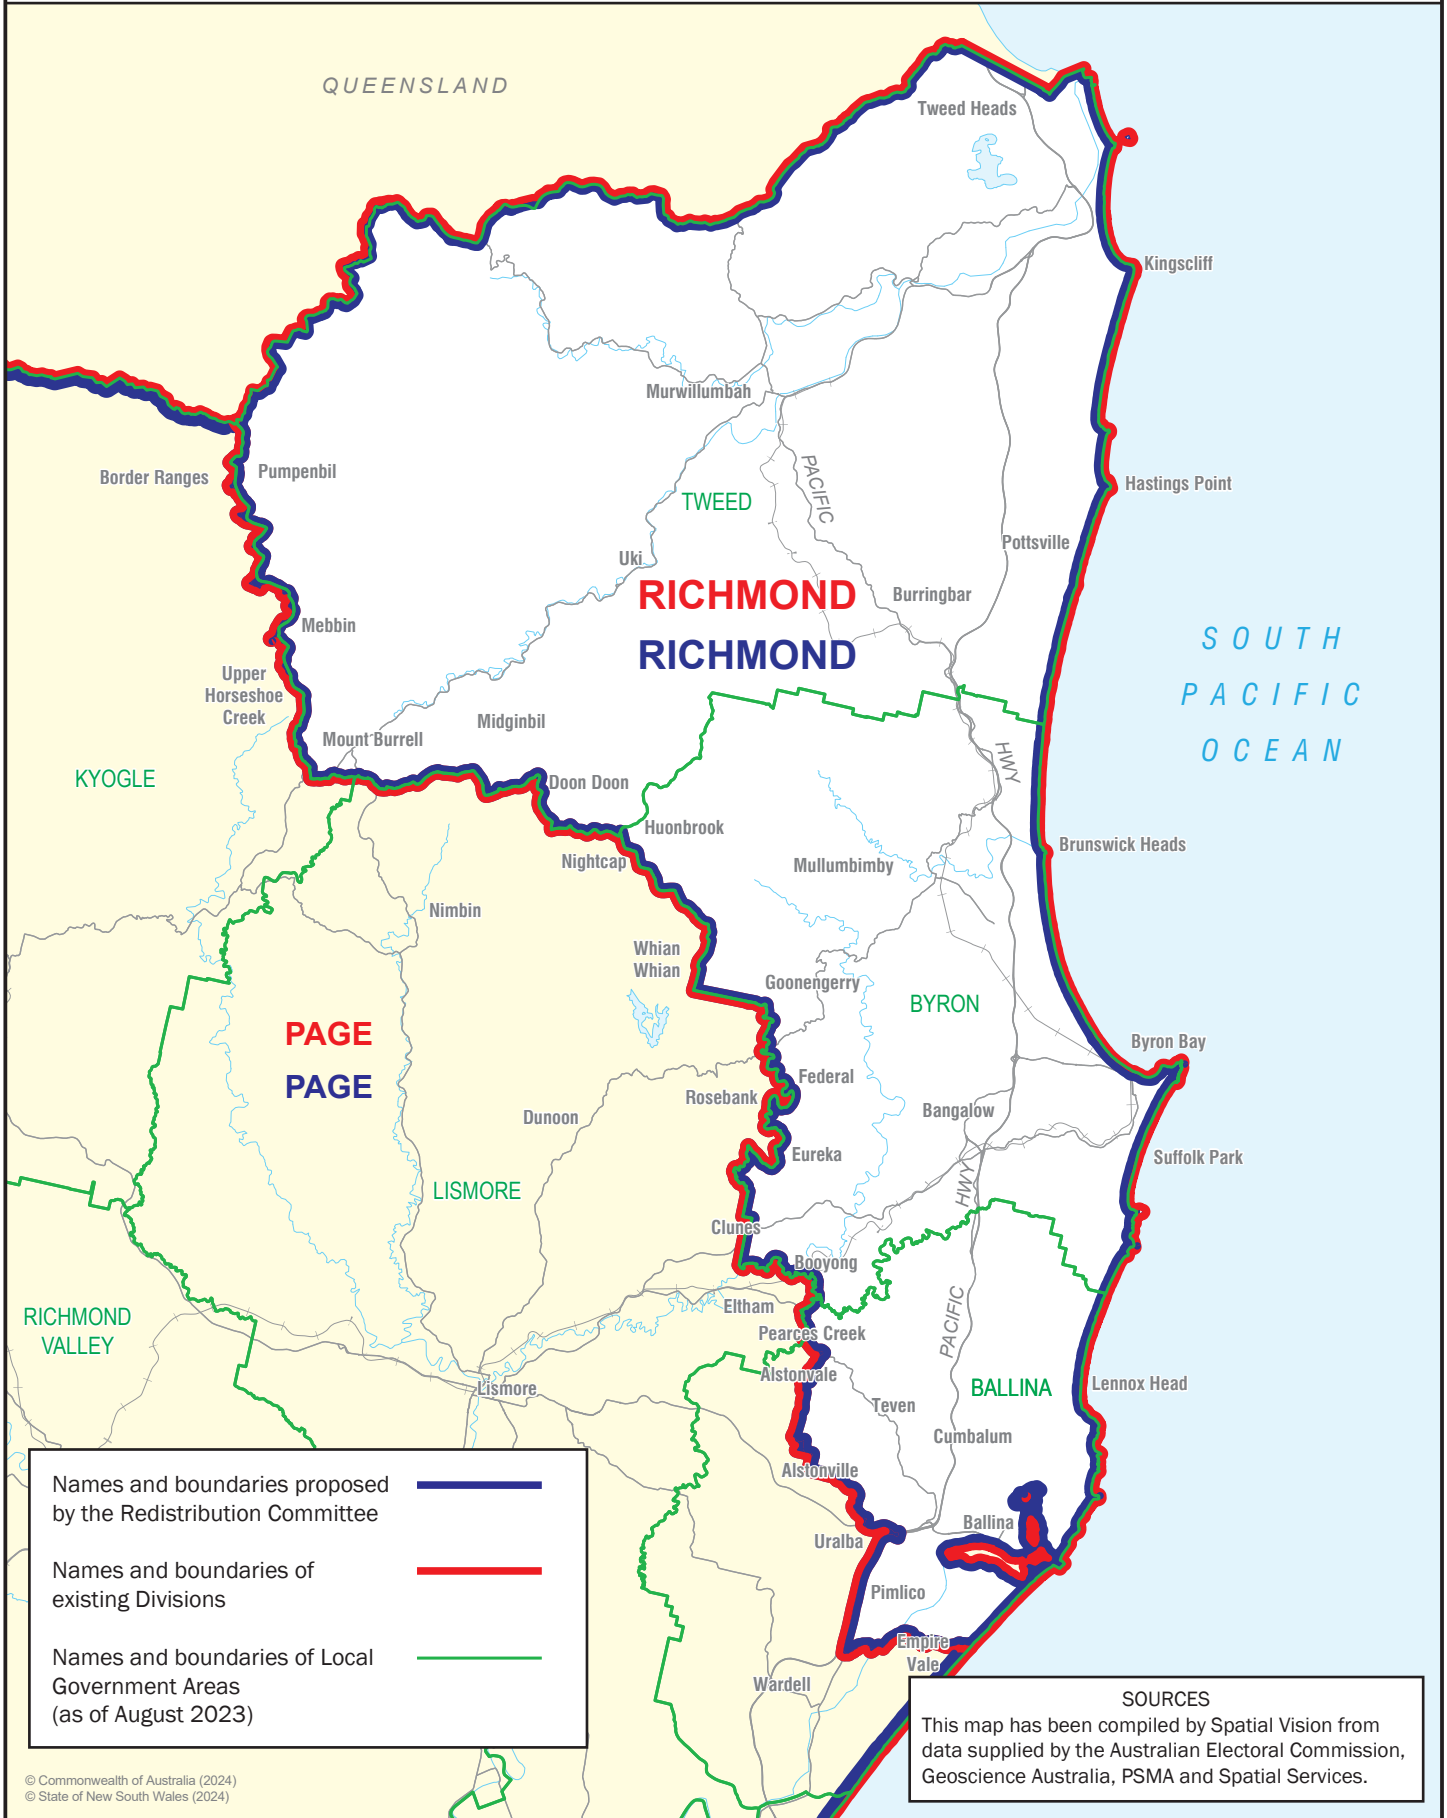 QUEENSLAND
Tweed Heads
Kingscliff
Murwillumbah
Border Ranges
Pumpenbil
PACIFIC
Hastings Point
TWEED
Pottsville
Uki
RICHMOND
Burringbar
RICHMOND
Mebbin
SOUTH
PACIFIC
OCEAN
Upper
Horseshoe
Creek
Midginbil
Mount Burrell
HWY
KYOGLE
Doon Doon
Huonbrook
Brunswick Heads
Nightcap
Mullumbimby
Nimbin
Whian
Whian
Goonengerry
BYRON
PAGE
PAGE
Byron Bay
Federal
Rosebank
Dunoon
Bangalow
Eureka
Suffolk Park
LISMORE
HWY
Clunes
Booyong
Eltham
RICHMOND
VALLEY
PACIFIC
Pearces Creek
Alstonvale
Lismore
BALLINA
Lennox Head
Teven
Cumbalum
Alstonville
Ballina
Uralba
Pimlico
Empire
Vale
Wardell
Names and boundaries proposed
by the Redistribution Committee
Names and boundaries of
existing Divisions
Names and boundaries of Local
Government Areas
(as of August 2023)
SOURCES
This map has been compiled by Spatial Vision from
data supplied by the Australian Electoral Commission,
Geoscience Australia, PSMA and Spatial Services.
© Commonwealth of Australia (2024)
© State of New South Wales (2024)